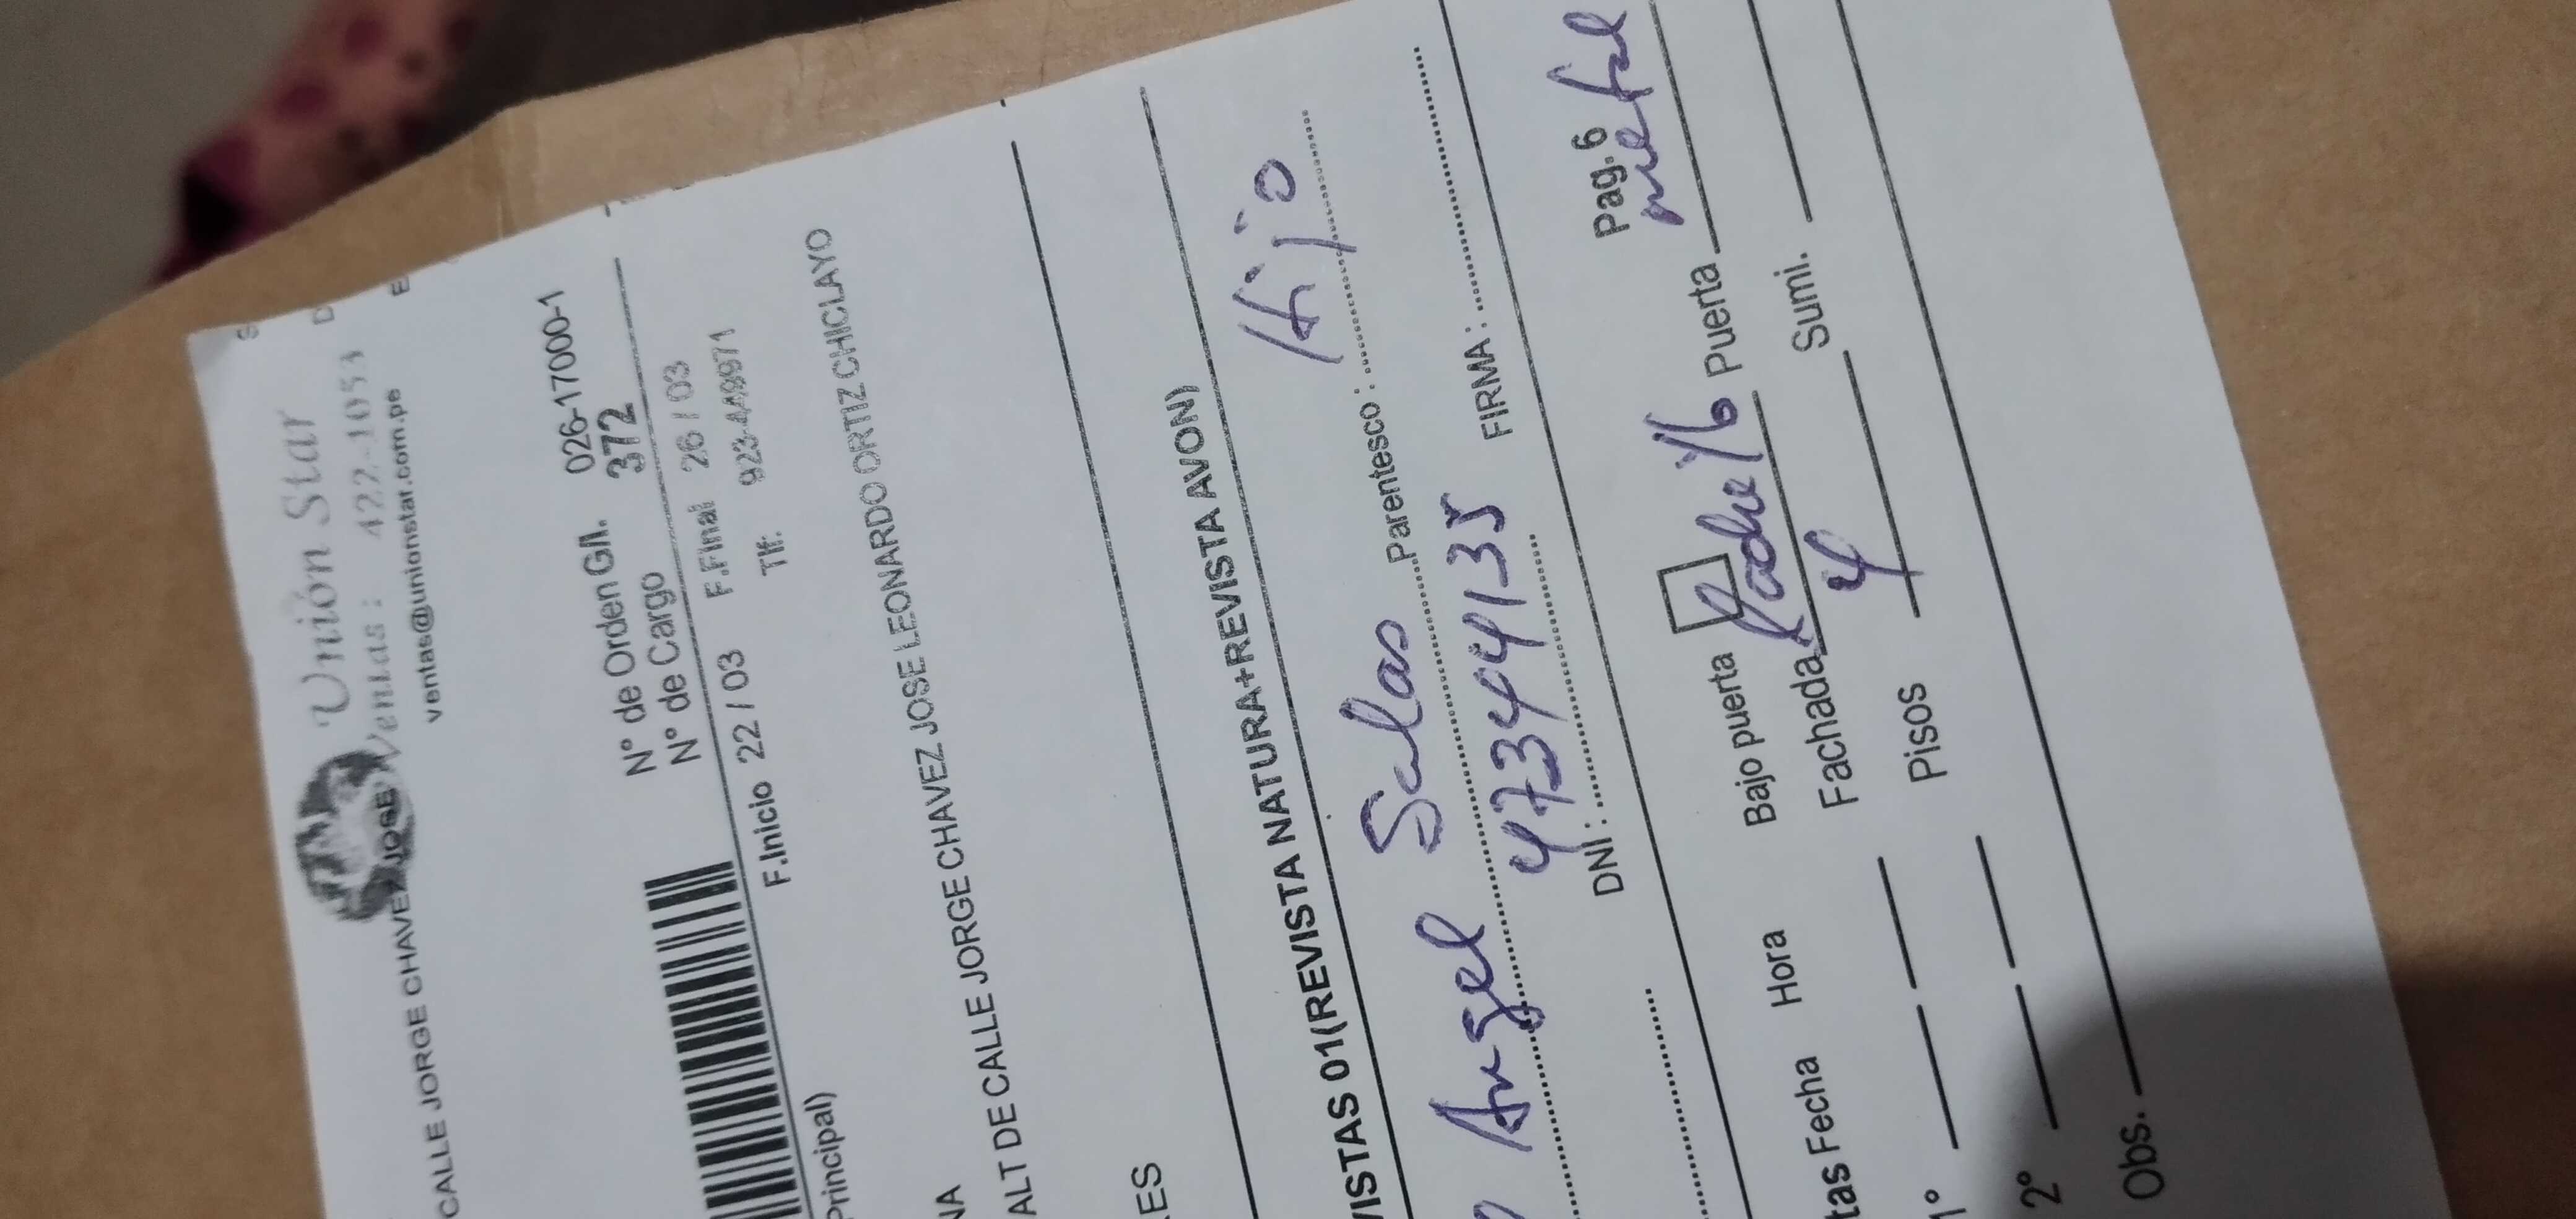 Unión Star
Ventas : 422-1053
CALLE JORGE CHAVEZ JOSE
ventas@unionstar.com.pe
N° de Orden G/I. 026-17000-1
N° de Cargo 372
F.Inicio 22 / 03 F.Final 26 / 03
Principal) Tlf:
NA
ALT DE CALLE JORGE CHAVEZ JOSE LEONARDO ORTIZ CHICLAYO
ES
VISTAS 01(REVISTA NATURA+REVISTA AVON)
Angel Salas Parentesco : Hijo
DNI : 47344135 FIRMA :
Pag. 6
tas Fecha Hora Bajo puerta Puerta metal
1° Fachada Sumi.
2° Pisos 4
Obs.